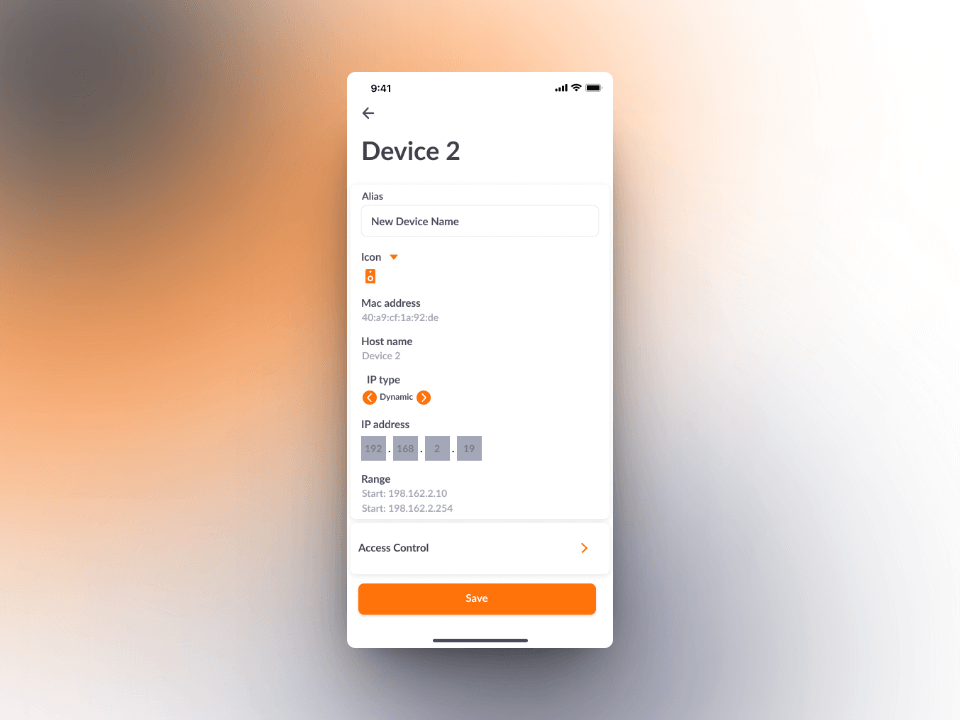 9:41
Device 2
Alias
New Device Name
Icon
Mac address
40:a9:cf:1a:92:de
Host name
Device 2
IP type
Dynamic
IP address
192 . 168 . 2 . 19
Range
Start: 198.162.2.10
Start: 198.162.2.254
Access Control
Save